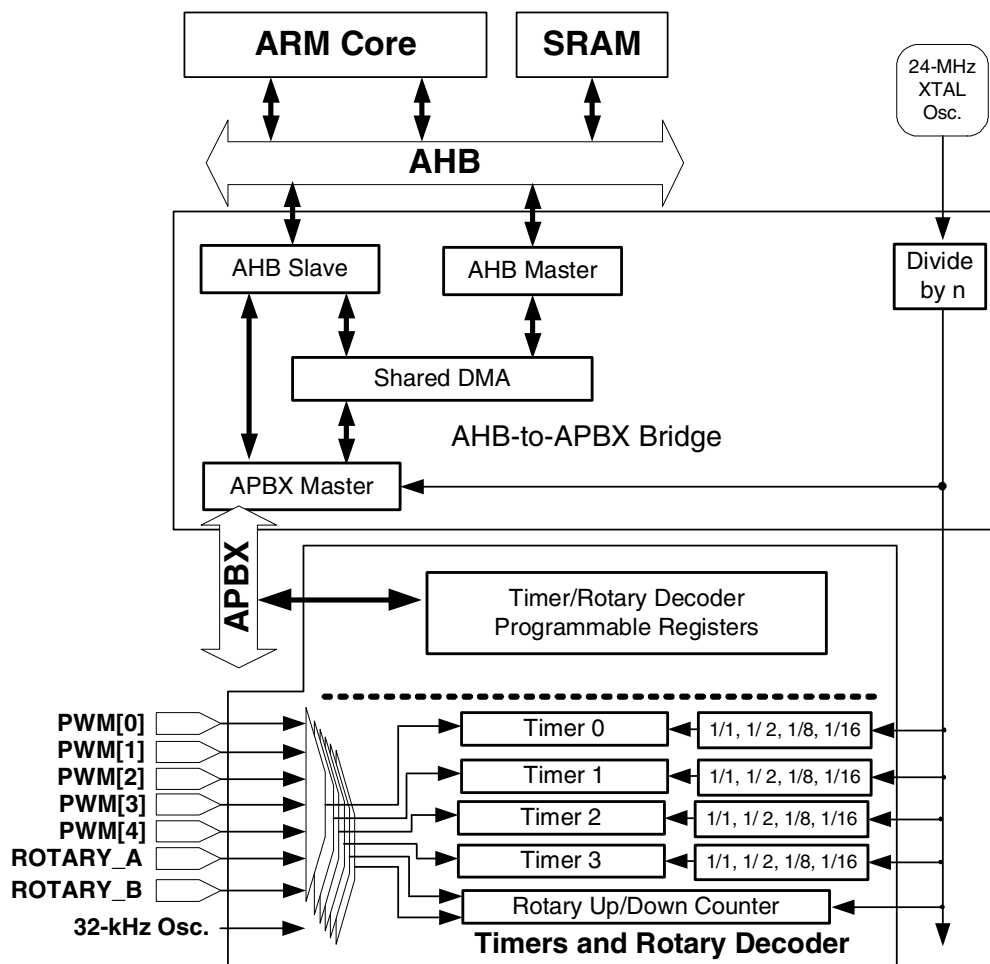 ARM Core
SRAM
24-MHz
XTAL
Osc.
AHB
AHB Slave
AHB Master
Divide
by n
Shared DMA
AHB-to-APBX Bridge
APBX Master
APBX
Timer/Rotary Decoder
Programmable Registers
PWM[0]
PWM[1]
PWM[2]
PWM[3]
PWM[4]
ROTARY_A
ROTARY_B
32-kHz Osc.
Timer 0
1/1, 1/ 2, 1/8, 1/16
Timer 1
1/1, 1/ 2, 1/8, 1/16
Timer 2
1/1, 1/ 2, 1/8, 1/16
Timer 3
1/1, 1/ 2, 1/8, 1/16
Rotary Up/Down Counter
Timers and Rotary Decoder